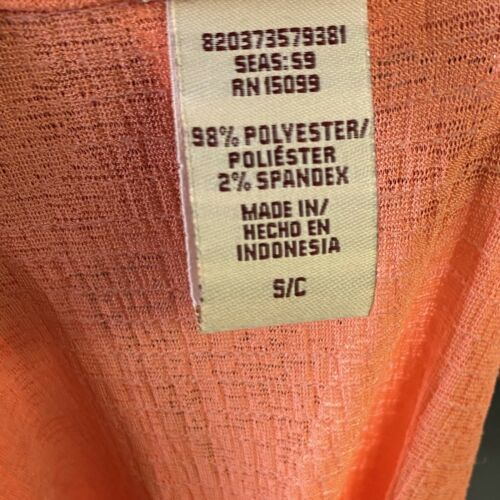 820373579381
SEAS: S9
RN 15099
98% POLYESTER/
POLIÉSTER
2% SPANDEX
MADE IN/
HECHO EN
INDONESIA
S/C